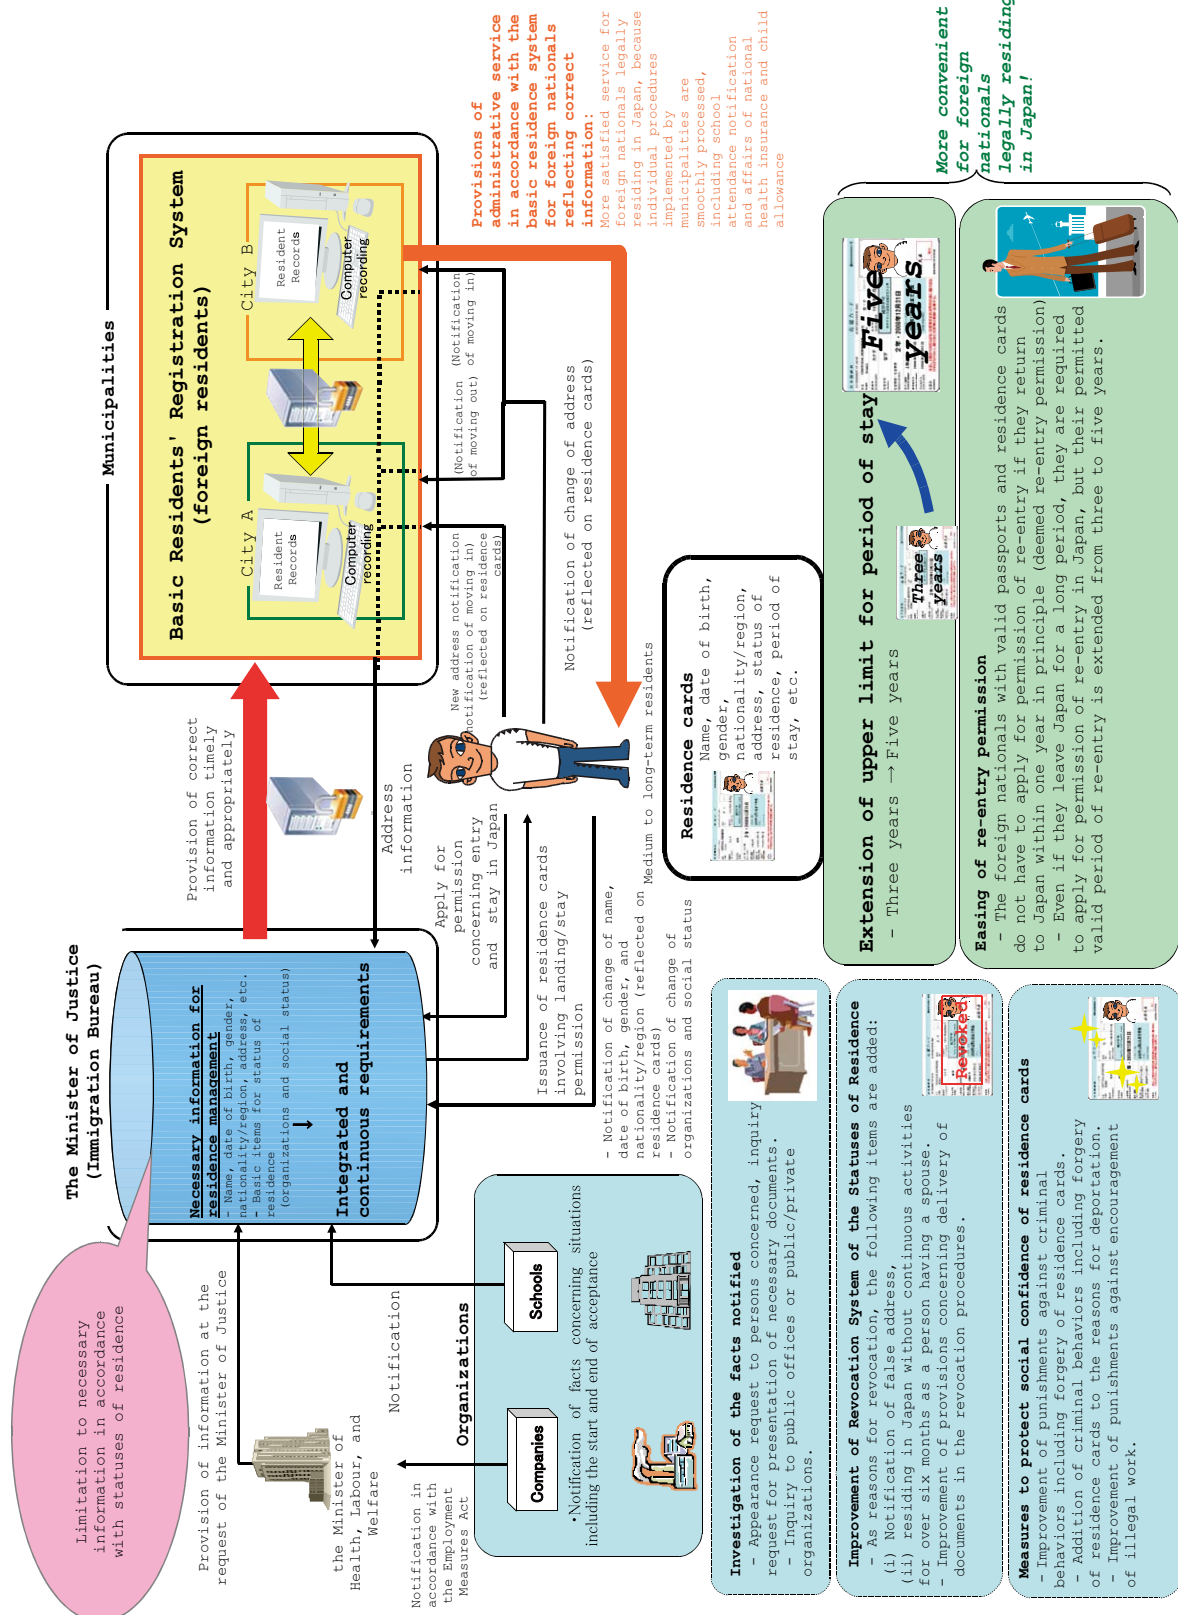 The Minister of Justice
(Immigration Bureau)
Municipalities
Limitation to necessary
information in accordance
with statuses of residence
Necessary information for
residence management
- Name, date of birth, gender,
nationality/region, address, etc.
- Basic items for status of
residence
(organizations and social status)
↓
Integrated and
continuous requirements
Provision of correct
information timely
and appropriately
Basic Residents' Registration System
(foreign residents)
City A
Resident
Records
Computer
recording
City B
Resident
Records
Computer
recording
Provision of information at the
request of the Minister of Justice
the Minister of
Health, Labour, and
Welfare
Notification
Notification in
accordance with
the Employment
Measures Act
Organizations
Companies
Schools
•Notification of facts concerning situations
including the start and end of acceptance
Address
information
Apply for
permission
concerning entry
and stay in Japan
Issuance of residence cards
involving landing/stay
permission
- Notification of change of name,
date of birth, gender, and
nationality/region (reflected on
residence cards)
- Notification of change of
organizations and social status
New address notification
(notification of moving in)
(reflected on residence
cards)
(Notification
of moving out)
(Notification
of moving in)
Notification of change of address
(reflected on residence cards)
Medium to long-term residents
Provisions of
administrative service
in accordance with the
basic residence system
for foreign nationals
reflecting correct
information:
More satisfied service for
foreign nationals legally
residing in Japan, because
individual procedures
implemented by
municipalities are
smoothly processed,
including school
attendance notification
and affairs of national
health insurance and child
allowance
Residence cards
Name, date of birth,
gender,
nationality/region,
address, status of
residence, period of
stay, etc.
Investigation of the facts notified
- Appearance request to persons concerned, inquiry
request for presentation of necessary documents.
- Inquiry to public offices or public/private
organizations.
Improvement of Revocation System of the Statuses of Residence
- As reasons for revocation, the following items are added:
(i) Notification of false address,
(ii) residing in Japan without continuous activities
for over six months as a person having a spouse.
- Improvement of provisions concerning delivery of
documents in the revocation procedures.
Revoked
Measures to protect social confidence of residence cards
- Improvement of punishments against criminal
behaviors including forgery of residence cards.
- Addition of criminal behaviors including forgery
of residence cards to the reasons for deportation.
- Improvement of punishments against encouragement
of illegal work.
Extension of upper limit for period of stay
- Three years → Five years
Three
years
Five
years
Easing of re-entry permission
- The foreign nationals with valid passports and residence cards
do not have to apply for permission of re-entry if they return
to Japan within one year in principle (deemed re-entry permission)
- Even if they leave Japan for a long period, they are required
to apply for permission of re-entry in Japan, but their permitted
valid period of re-entry is extended from three to five years.
More convenient
for foreign
nationals
legally residing
in Japan!